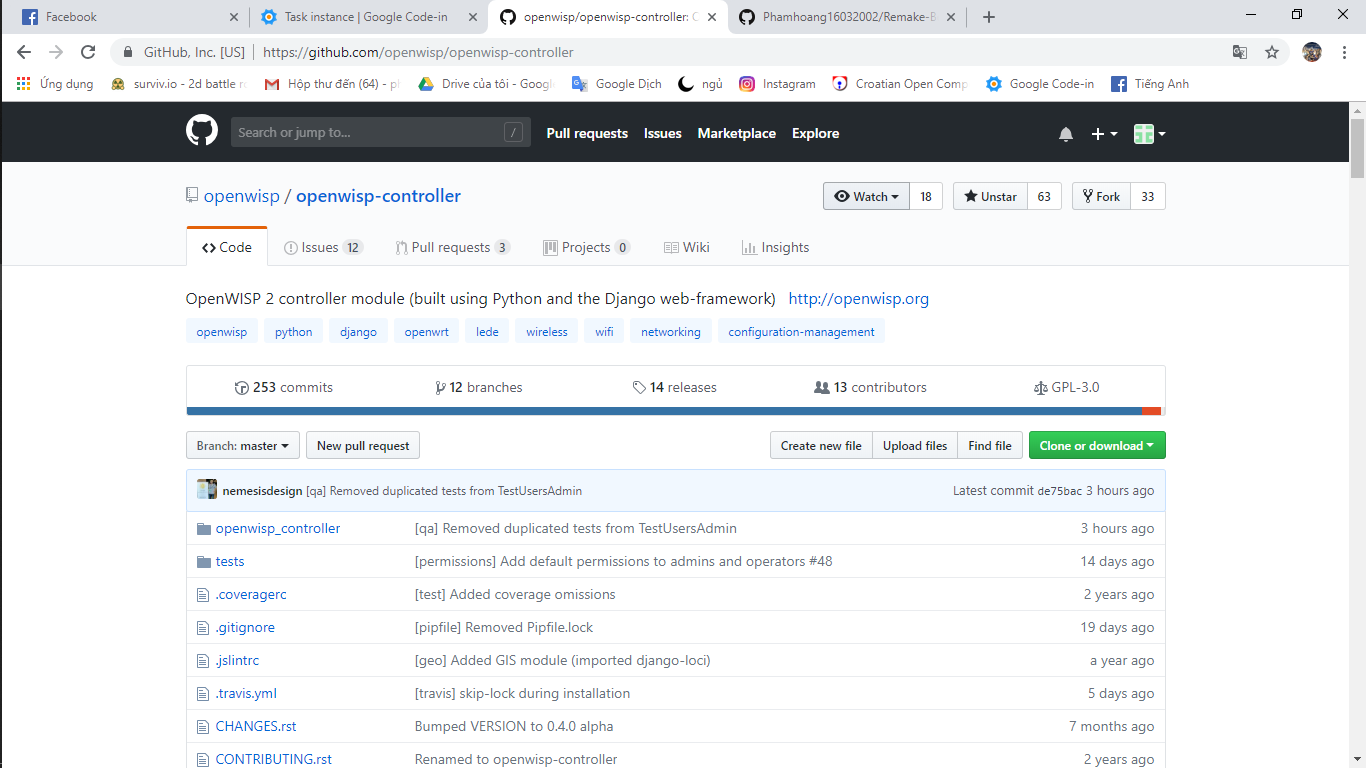 Facebook
Task instance | Google Code-in
openwisp/openwisp-controller: O
Phamhoang16032002/Remake-B
GitHub, Inc. [US] | https://github.com/openwisp/openwisp-controller
Ứng dụng surviv.io - 2d battle ro Hộp thư đến (64) - ph Drive của tôi - Google Google Dịch ngủ Instagram Croatian Open Comp Google Code-in Tiếng Anh
Search or jump to... / Pull requests Issues Marketplace Explore
openwisp / openwisp-controller Watch 18 Unstar 63 Fork 33
Code Issues 12 Pull requests 3 Projects 0 Wiki Insights
OpenWISP 2 controller module (built using Python and the Django web-framework) http://openwisp.org
openwisp python django openwrt lede wireless wifi networking configuration-management
253 commits 12 branches 14 releases 13 contributors GPL-3.0
Branch: master New pull request Create new file Upload files Find file Clone or download
nemesisdesign [qa] Removed duplicated tests from TestUsersAdmin Latest commit de75bac 3 hours ago
openwisp_controller [qa] Removed duplicated tests from TestUsersAdmin 3 hours ago
tests [permissions] Add default permissions to admins and operators #48 14 days ago
.coveragerc [test] Added coverage omissions 2 years ago
.gitignore [pipfile] Removed Pipfile.lock 19 days ago
.jslintrc [geo] Added GIS module (imported django-loci) a year ago
.travis.yml [travis] skip-lock during installation 5 days ago
CHANGES.rst Bumped VERSION to 0.4.0 alpha 7 months ago
CONTRIBUTING.rst Renamed to openwisp-controller 2 years ago